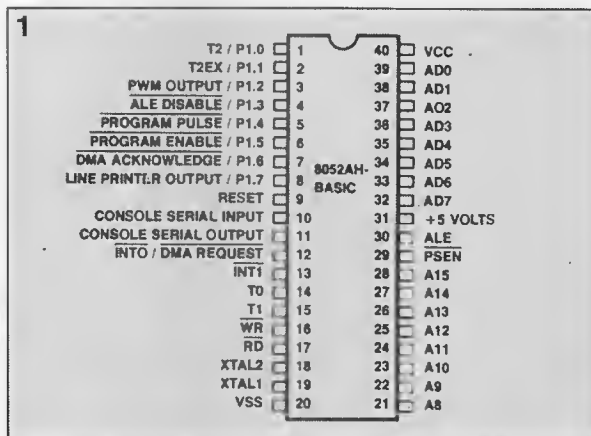 1
T2 / P1.0 1 40 VCC
T2EX / P1.1 2 39 AD0
PWM OUTPUT / P1.2 3 38 AD1
ALE DISABLE / P1.3 4 37 AO2
PROGRAM PULSE / P1.4 5 36 AD3
PROGRAM ENABLE / P1.5 6 35 AD4
DMA ACKNOWLEDGE / P1.6 7 34 AD5
LINE PRINTER OUTPUT / P1.7 8 33 AD6
RESET 9 32 AD7
8052AH-
BASIC
CONSOLE SERIAL INPUT 10 31 +5 VOLTS
CONSOLE SERIAL OUTPUT 11 30 ALE
INTO / DMA REQUEST 12 29 PSEN
INT1 13 28 A15
T0 14 27 A14
T1 15 26 A13
WR 16 25 A12
RD 17 24 A11
XTAL2 18 23 A10
XTAL1 19 22 A9
VSS 20 21 A8